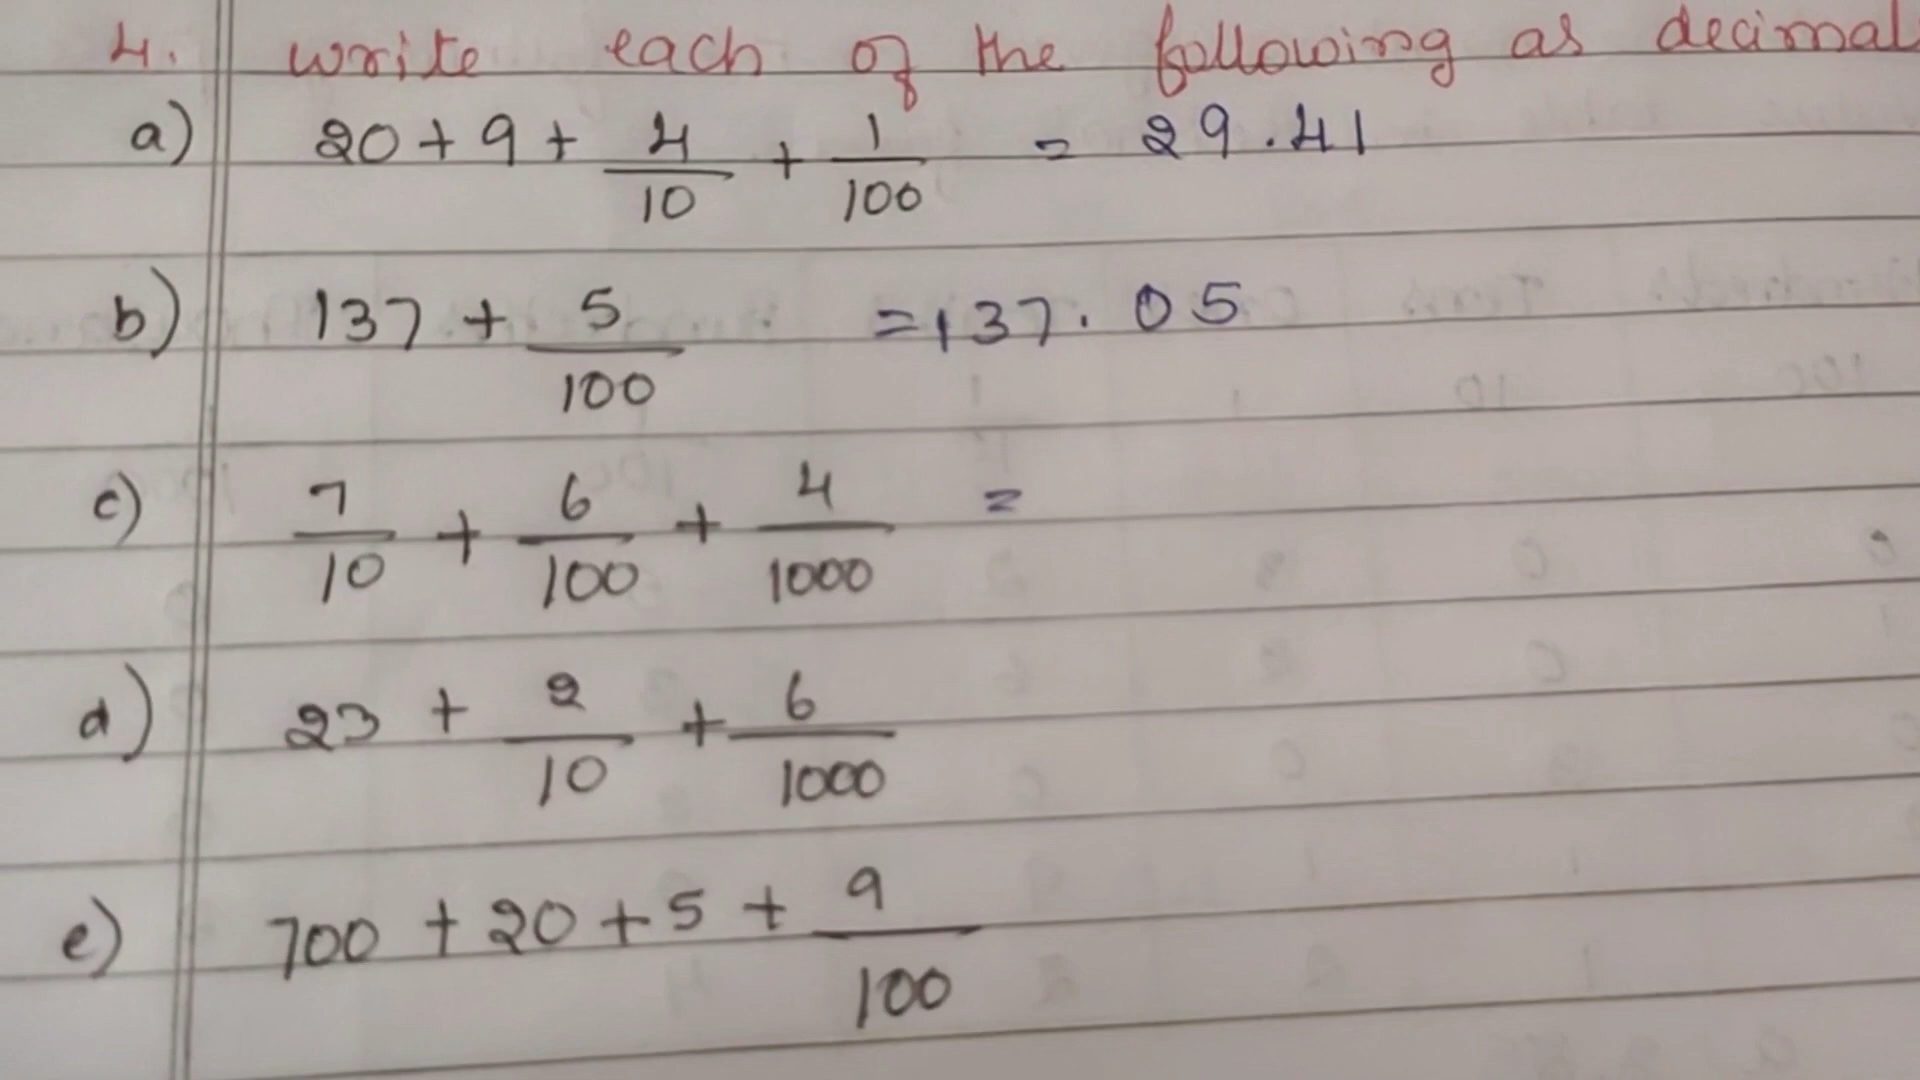 4. write each of the following as decimal
a) 20 + 9 + 4/10 + 1/100 = 29.41
b) 137 + 5/100 = 137.05
c) 7/10 + 6/100 + 4/1000 =
d) 23 + 2/10 + 6/1000
e) 700 + 20 + 5 + 9/100